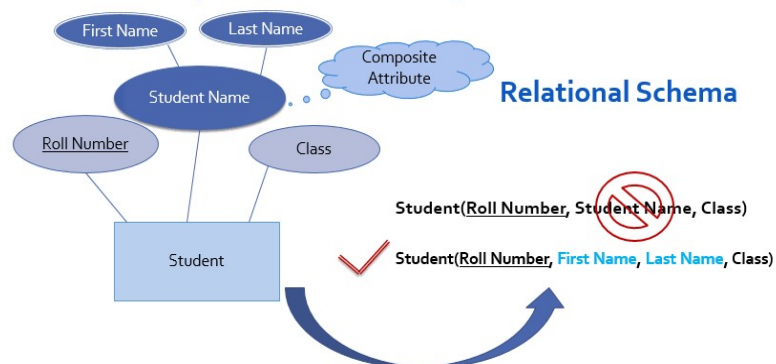 First Name
Last Name
Student Name
Composite
Attribute
Relational Schema
Roll Number
Class
Student(Roll Number, Student Name, Class)
Student
Student(Roll Number, First Name, Last Name, Class)